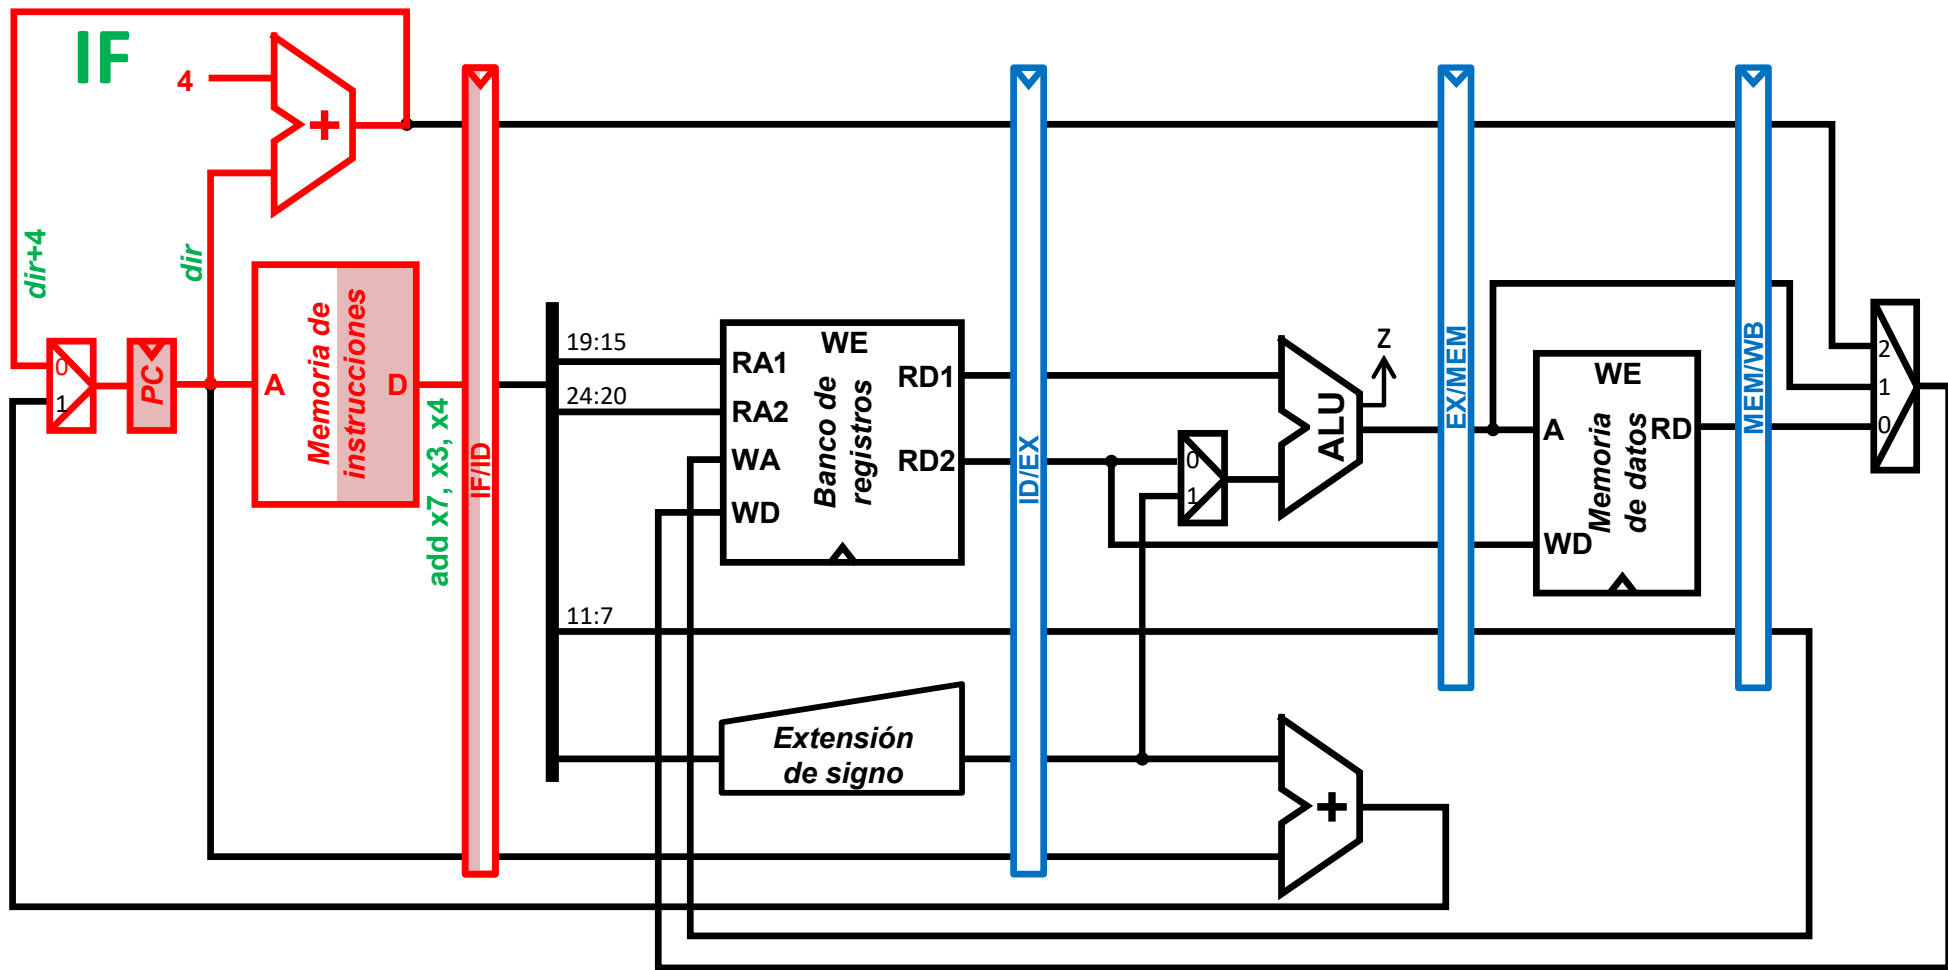 IF
4
+
dir+4
dir
0
1
PC
A
Memoria de
instrucciones
D
add x7, x3, x4
IF/ID
19:15
24:20
11:7
RA1
RA2
WA
WD
WE
Banco de
registros
RD1
RD2
Extensión
de signo
ID/EX
0
1
ALU
Z
+
EX/MEM
A
WD
WE
Memoria
de datos
RD
MEM/WB
2
1
0